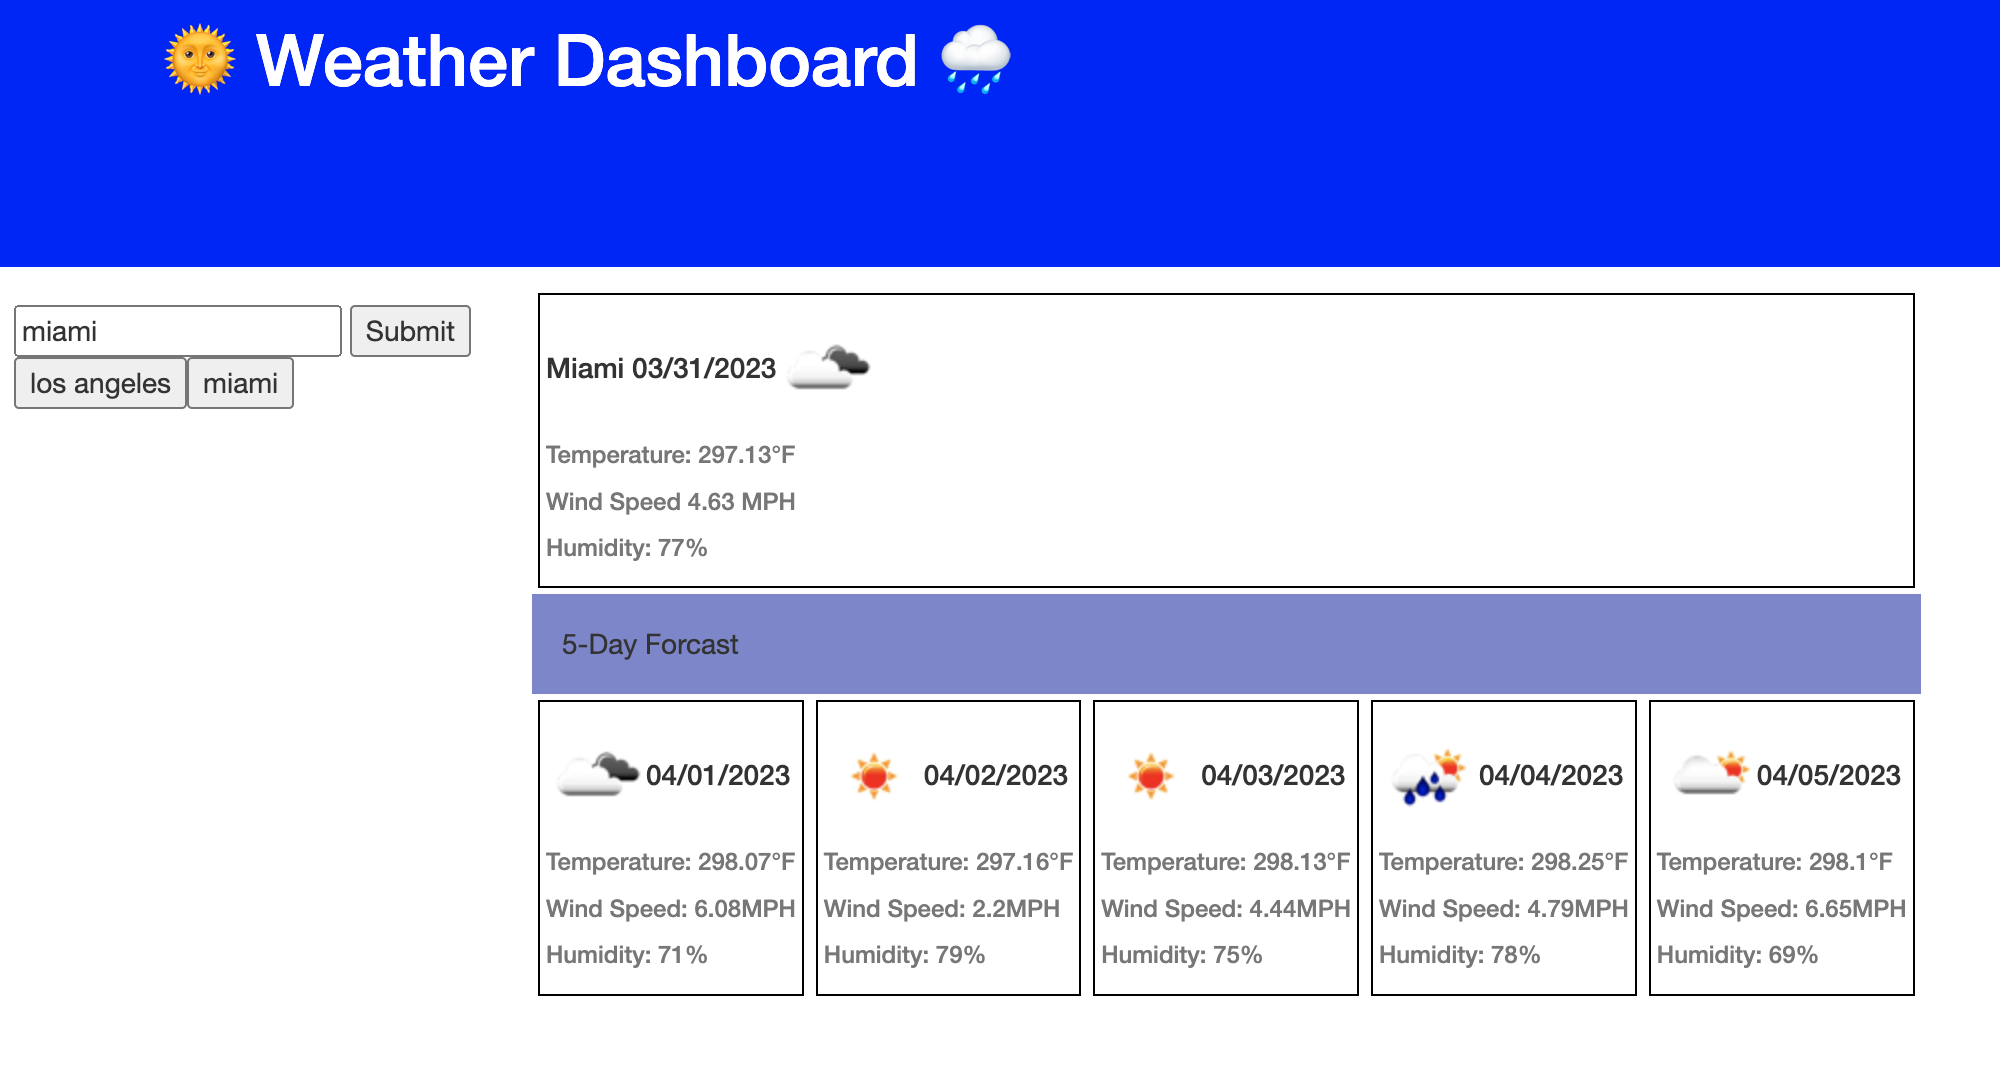 Weather Dashboard
miami
Submit
los angeles
miami
Miami 03/31/2023
Temperature: 297.13°F
Wind Speed 4.63 MPH
Humidity: 77%
5-Day Forcast
04/01/2023
Temperature: 298.07°F
Wind Speed: 6.08MPH
Humidity: 71%
04/02/2023
Temperature: 297.16°F
Wind Speed: 2.2MPH
Humidity: 79%
04/03/2023
Temperature: 298.13°F
Wind Speed: 4.44MPH
Humidity: 75%
04/04/2023
Temperature: 298.25°F
Wind Speed: 4.79MPH
Humidity: 78%
04/05/2023
Temperature: 298.1°F
Wind Speed: 6.65MPH
Humidity: 69%